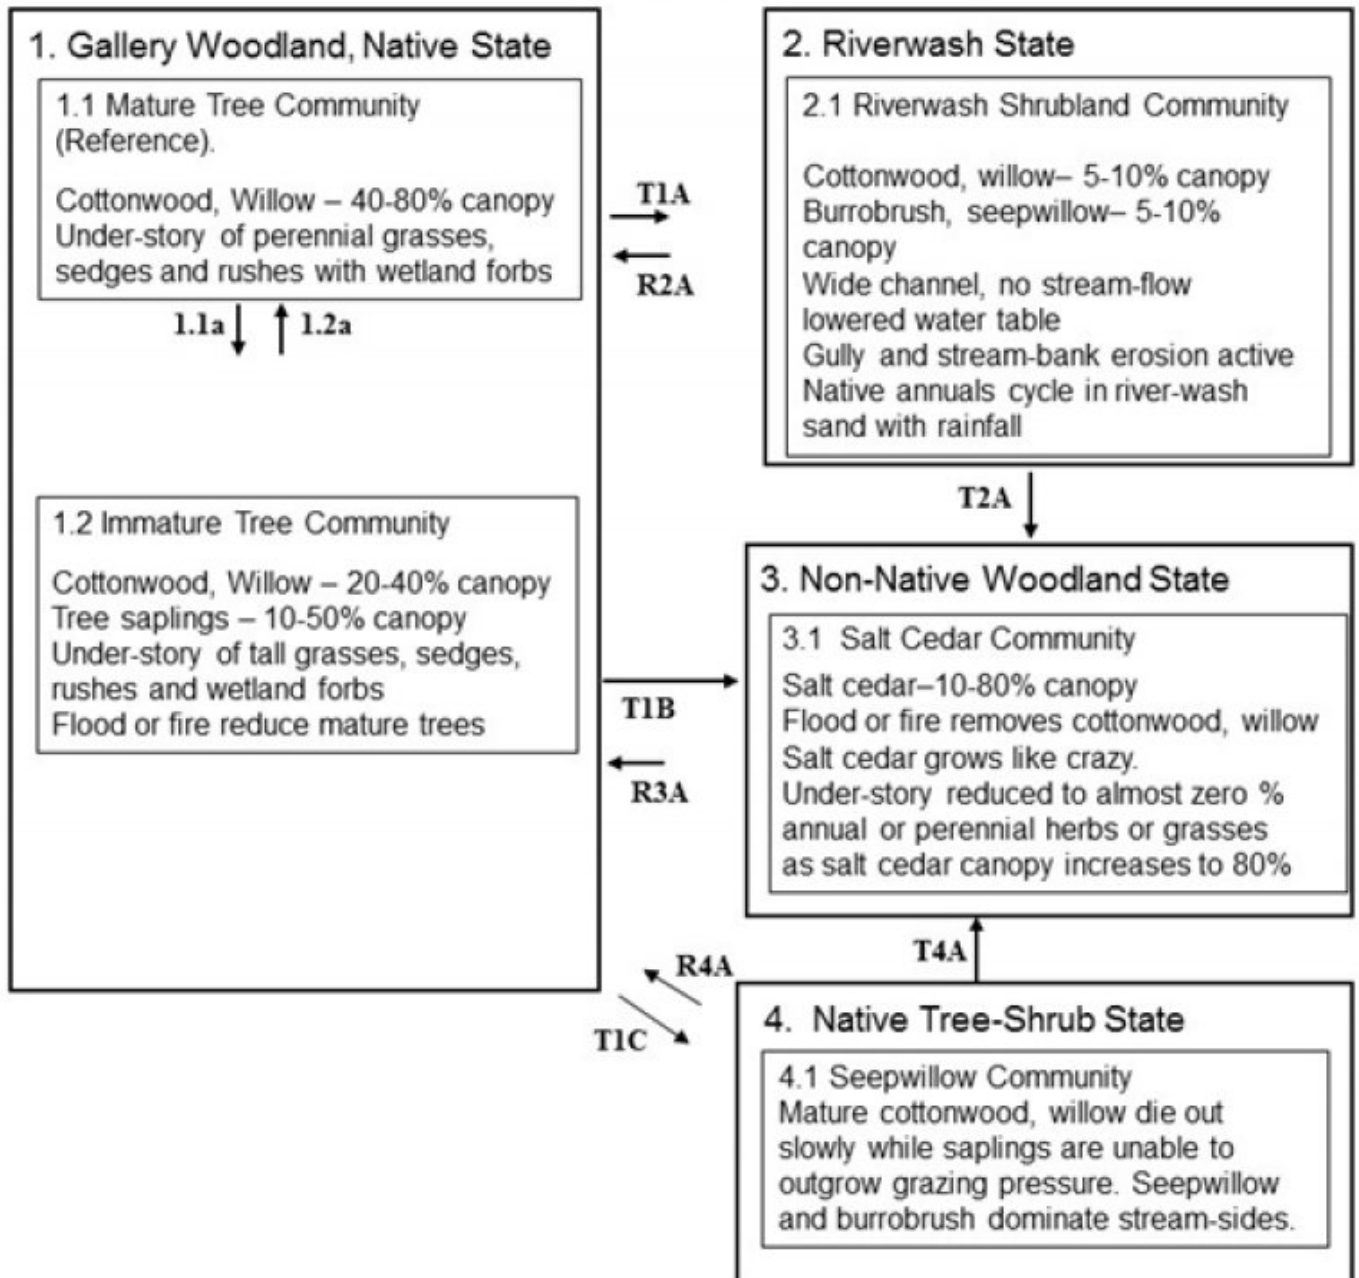 1. Gallery Woodland, Native State
1.1 Mature Tree Community
(Reference).
Cottonwood, Willow – 40-80% canopy
Under-story of perennial grasses,
sedges and rushes with wetland forbs
1.1a
1.2a
1.2 Immature Tree Community
Cottonwood, Willow – 20-40% canopy
Tree saplings – 10-50% canopy
Under-story of tall grasses, sedges,
rushes and wetland forbs
Flood or fire reduce mature trees
T1A
R2A
2. Riverwash State
2.1 Riverwash Shrubland Community
Cottonwood, willow– 5-10% canopy
Burrobrush, seepwillow– 5-10%
canopy
Wide channel, no stream-flow
lowered water table
Gully and stream-bank erosion active
Native annuals cycle in river-wash
sand with rainfall
T2A
T1B
R3A
3. Non-Native Woodland State
3.1 Salt Cedar Community
Salt cedar–10-80% canopy
Flood or fire removes cottonwood, willow
Salt cedar grows like crazy.
Under-story reduced to almost zero %
annual or perennial herbs or grasses
as salt cedar canopy increases to 80%
T4A
R4A
T1C
4. Native Tree-Shrub State
4.1 Seepwillow Community
Mature cottonwood, willow die out
slowly while saplings are unable to
outgrow grazing pressure. Seepwillow
and burrobrush dominate stream-sides.